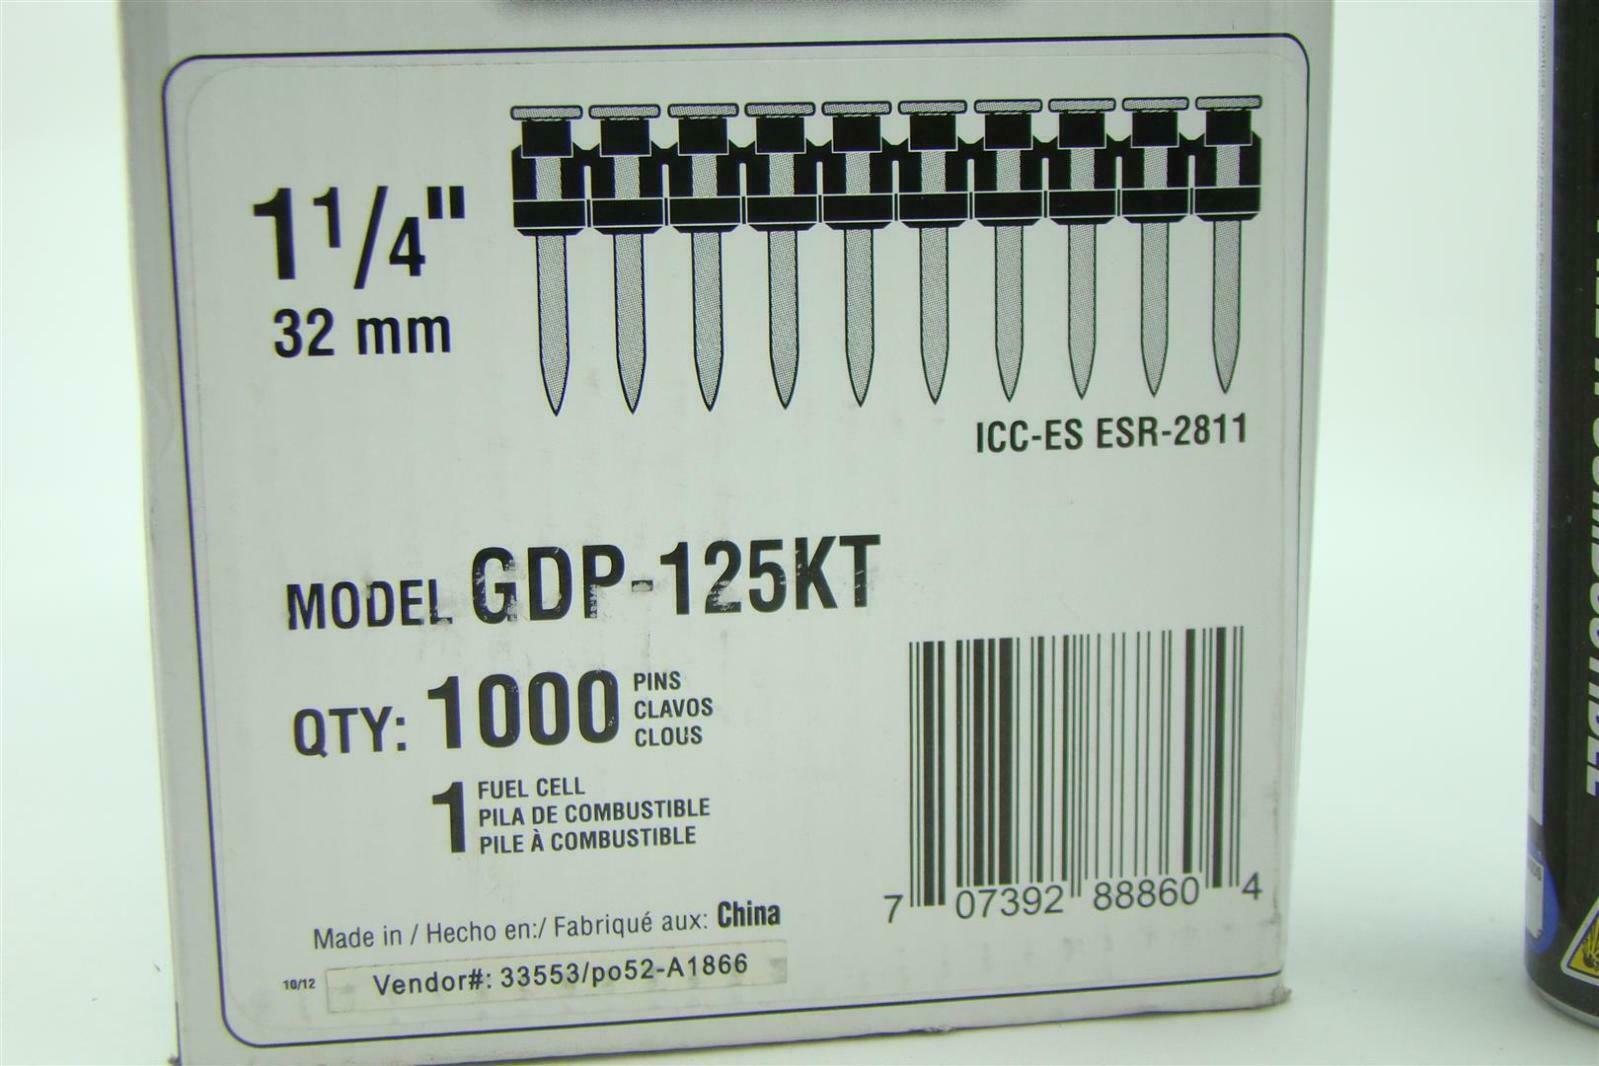 1 1/4"
32 mm
ICC-ES ESR-2811
MODEL GDP-125KT
QTY: 1000 PINS
CLAVOS
CLOUS
1 FUEL CELL
PILA DE COMBUSTIBLE
PILE À COMBUSTIBLE
7 07392 88860 4
Made in / Hecho en:/ Fabriqué aux: China
10/12 Vendor#: 33553/po52-A1866